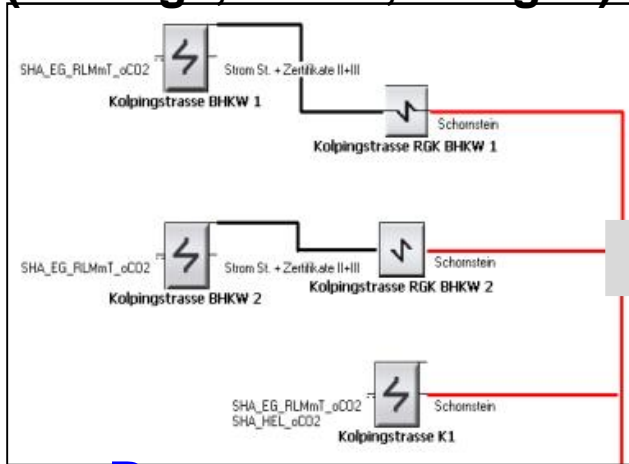 SHA_EG_RLMmT_oCO2
Strom St. + Zertifikate II+III
Kolpingstrasse BHKW 1
Schornstein
Kolpingstrasse RGK BHKW 1
SHA_EG_RLMmT_oCO2
Strom St. + Zertifikate II+III
Schornstein
Kolpingstrasse BHKW 2
Kolpingstrasse RGK BHKW 2
SHA_EG_RLMmT_oCO2
SHA_HEL_oCO2
Schornstein
Kolpingstrasse K1